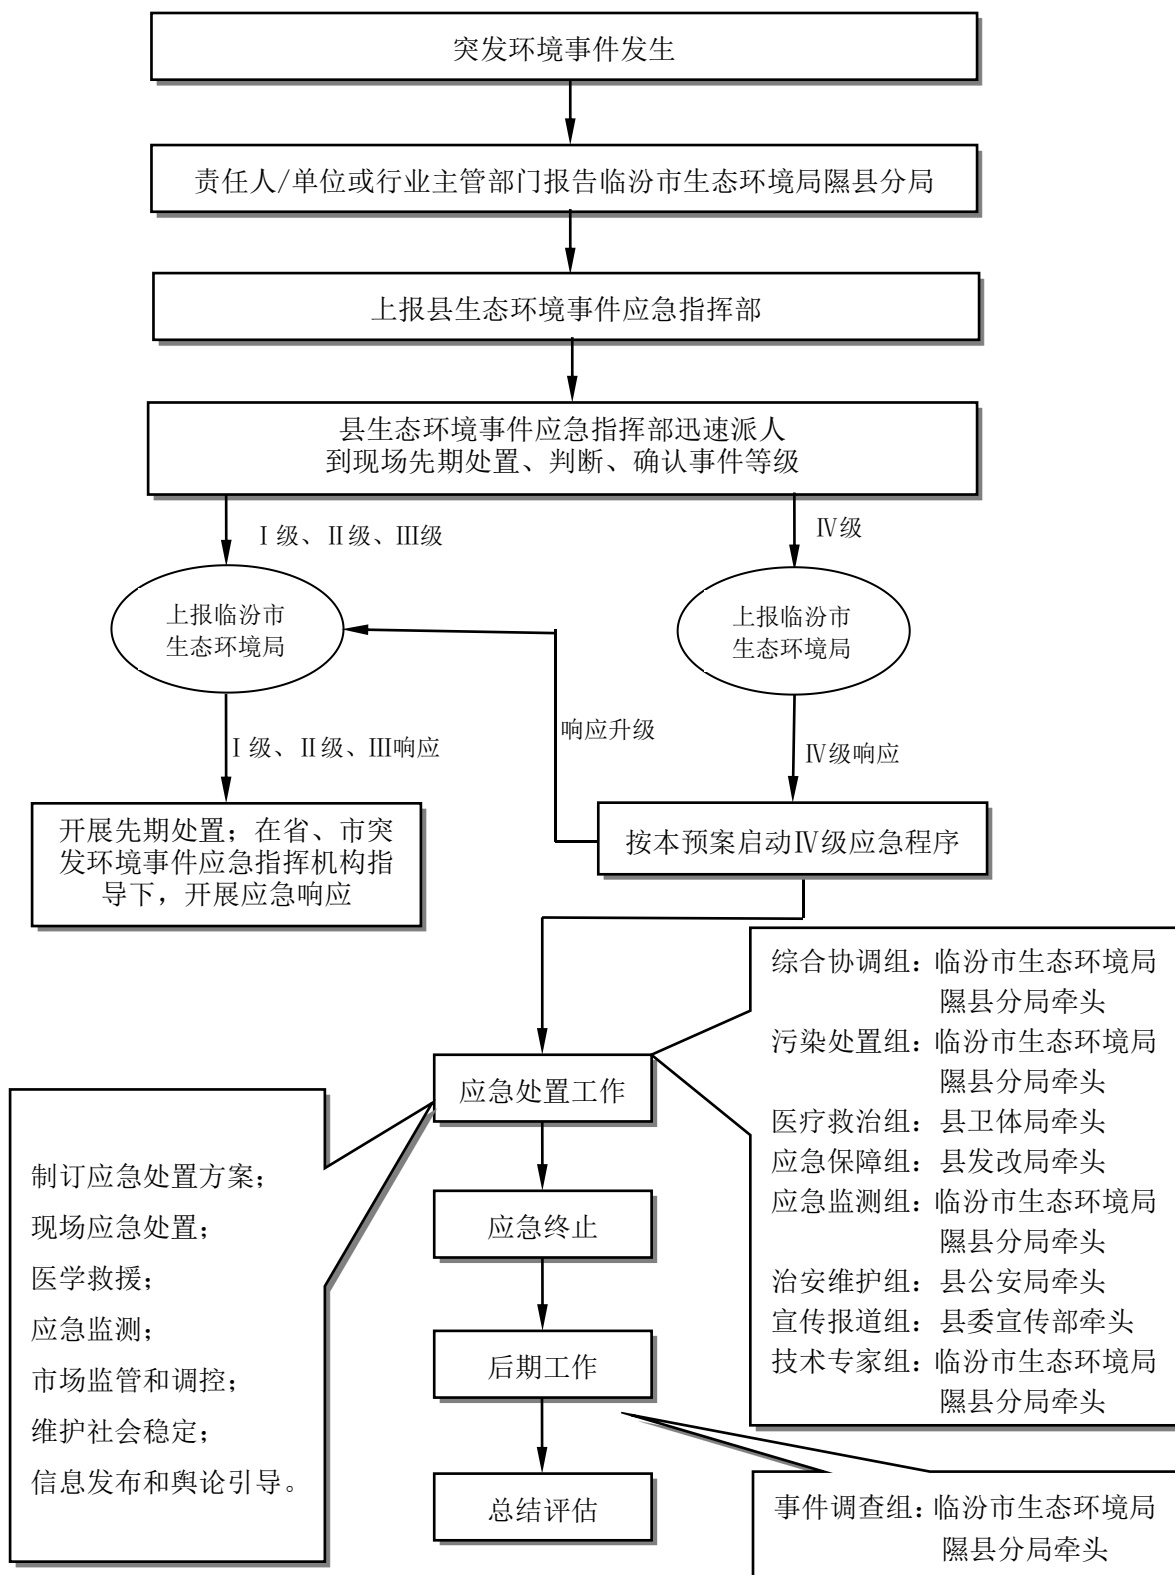 突发环境事件发生
责任人/单位或行业主管部门报告临汾市生态环境局隰县分局
上报县生态环境事件应急指挥部
县生态环境事件应急指挥部迅速派人
到现场先期处置、判断、确认事件等级
Ⅰ级、Ⅱ级、Ⅲ级
Ⅳ级
上报临汾市
生态环境局
上报临汾市
生态环境局
响应升级
Ⅰ级、Ⅱ级、Ⅲ响应
Ⅳ级响应
开展先期处置；在省、市突
发环境事件应急指挥机构指
导下，开展应急响应
按本预案启动Ⅳ级应急程序
综合协调组：临汾市生态环境局
隰县分局牵头
污染处置组：临汾市生态环境局
隰县分局牵头
医疗救治组：县卫体局牵头
应急保障组：县发改局牵头
应急监测组：临汾市生态环境局
隰县分局牵头
治安维护组：县公安局牵头
宣传报道组：县委宣传部牵头
技术专家组：临汾市生态环境局
隰县分局牵头
应急处置工作
制订应急处置方案；
现场应急处置；
医学救援；
应急监测；
市场监管和调控；
维护社会稳定；
信息发布和舆论引导。
应急终止
后期工作
总结评估
事件调查组：临汾市生态环境局
隰县分局牵头